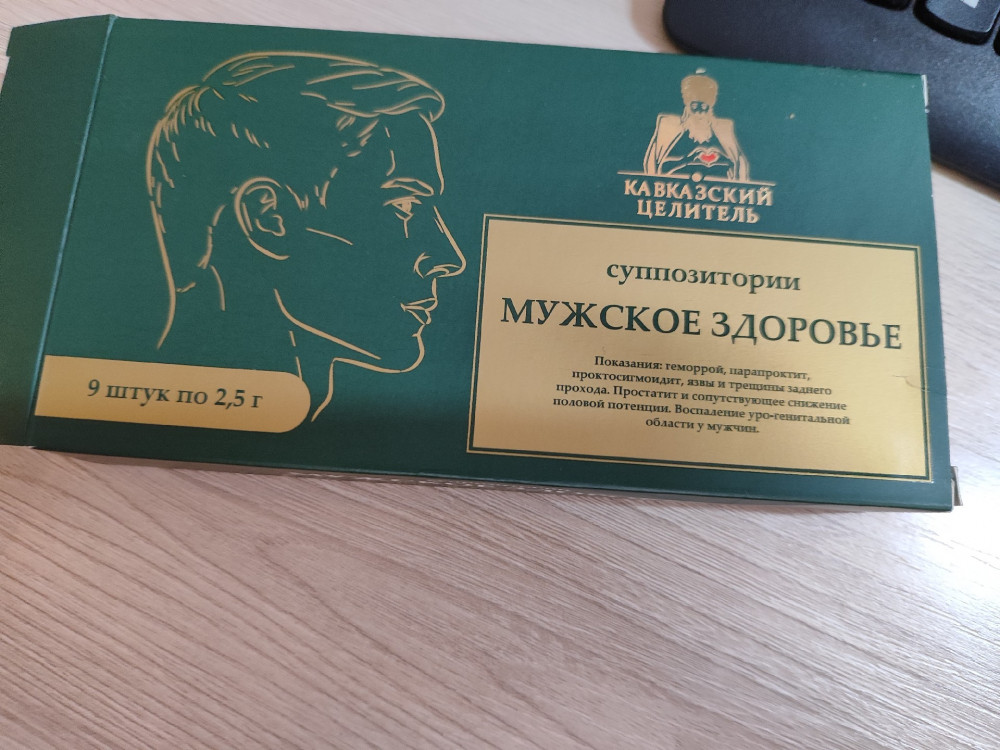 КАВКАЗСКИЙ
ЦЕЛИТЕЛЬ
суппозитории
МУЖСКОЕ ЗДОРОВЬЕ
Показания: геморрой, парапроктит,
проктосигмоидит, язвы и трещины заднего
прохода. Простатит и сопутствующее снижение
половой потенции. Воспаление уро-генитальной
области у мужчин.
9 штук по 2,5 г